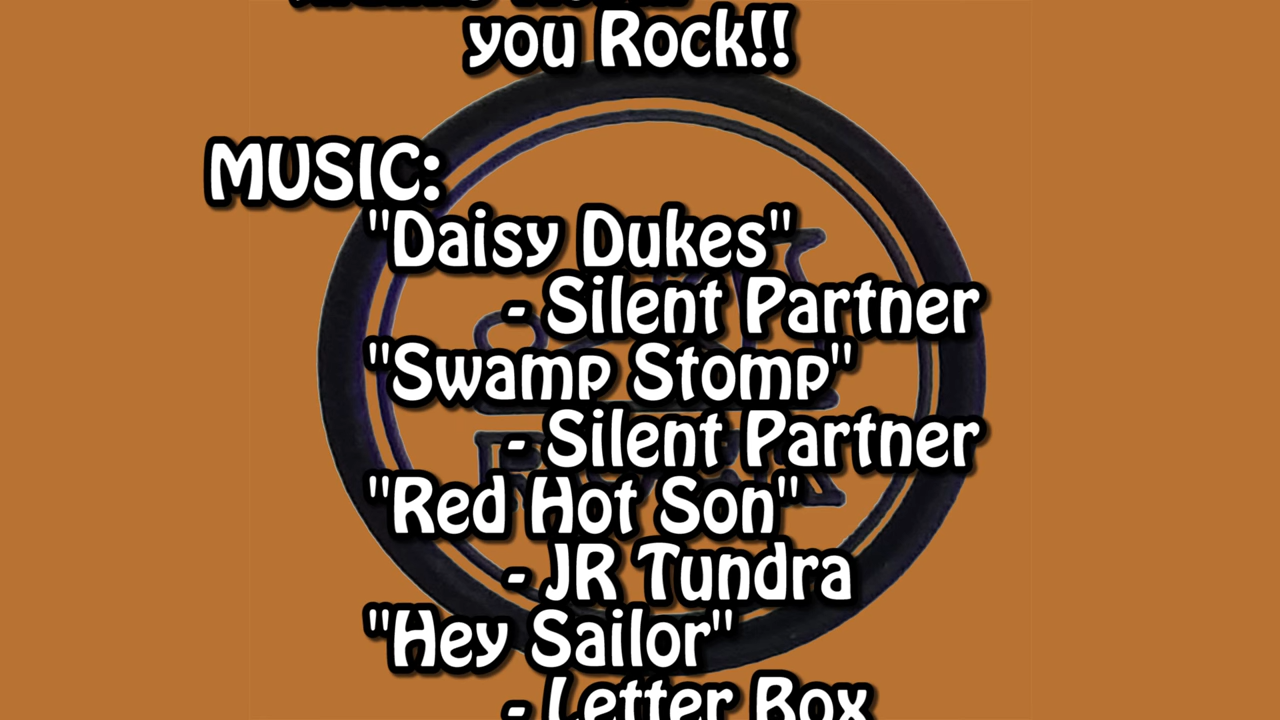 you Rock!!
MUSIC:
"Daisy Dukes"
- Silent Partner
"Swamp Stomp"
- Silent Partner
"Red Hot Son"
- JR Tundra
"Hey Sailor"
- Letter Box